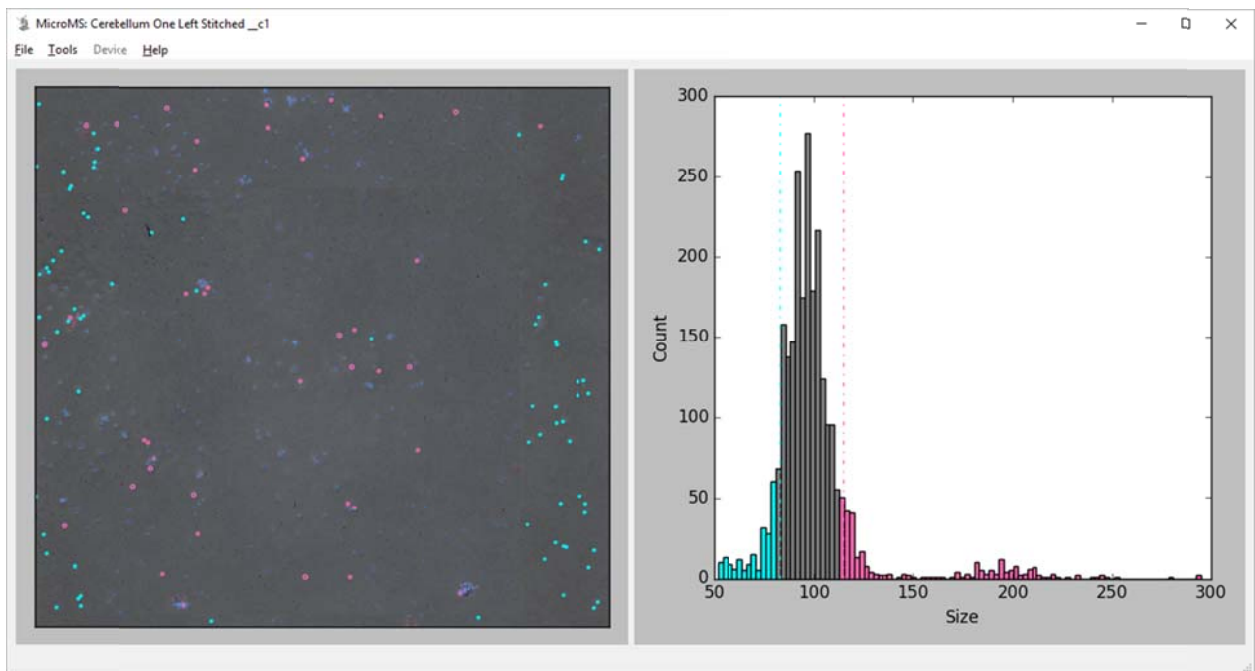 MicroMS: Cerebellum One Left Stitched __c1
File Tools Device Help
300
250
200
150
100
50
0
Count
50 100 150 200 250 300
Size